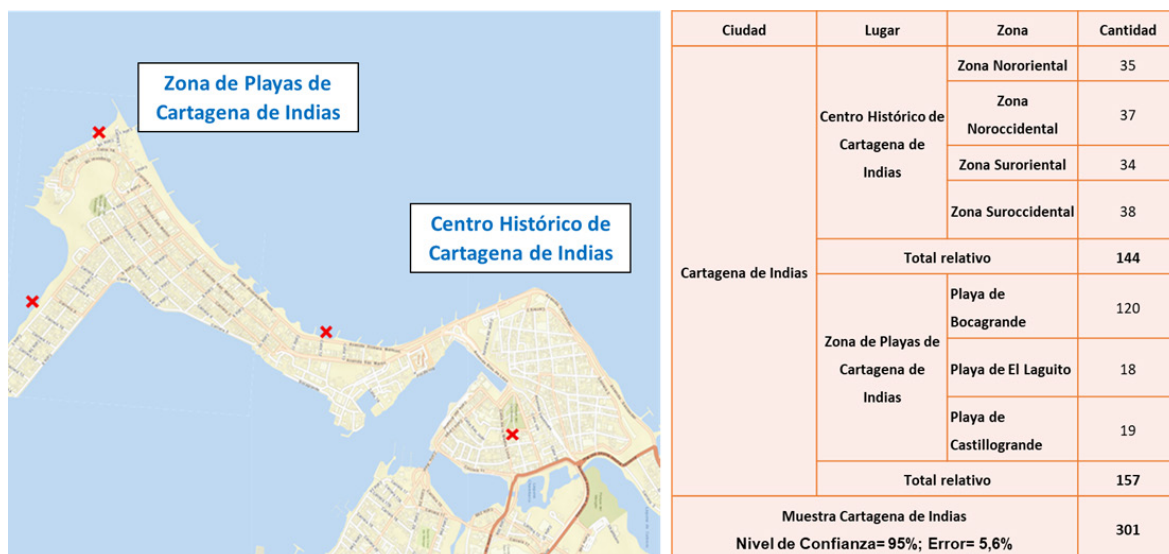 Zona de Playas de
Cartagena de Indias
Centro Histórico de
Cartagena de Indias
Ciudad Lugar Zona Cantidad
Cartagena de Indias
Centro Histórico de
Cartagena de
Indias
Zona Nororiental 35
Zona
Noroccidental 37
Zona Suroriental 34
Zona Suroccidental 38
Total relativo 144
Zona de Playas de
Cartagena de
Indias
Playa de
Bocagrande 120
Playa de El Laguito 18
Playa de
Castillogrande 19
Total relativo 157
Muestra Cartagena de Indias
Nivel de Confianza= 95%; Error= 5,6%
301